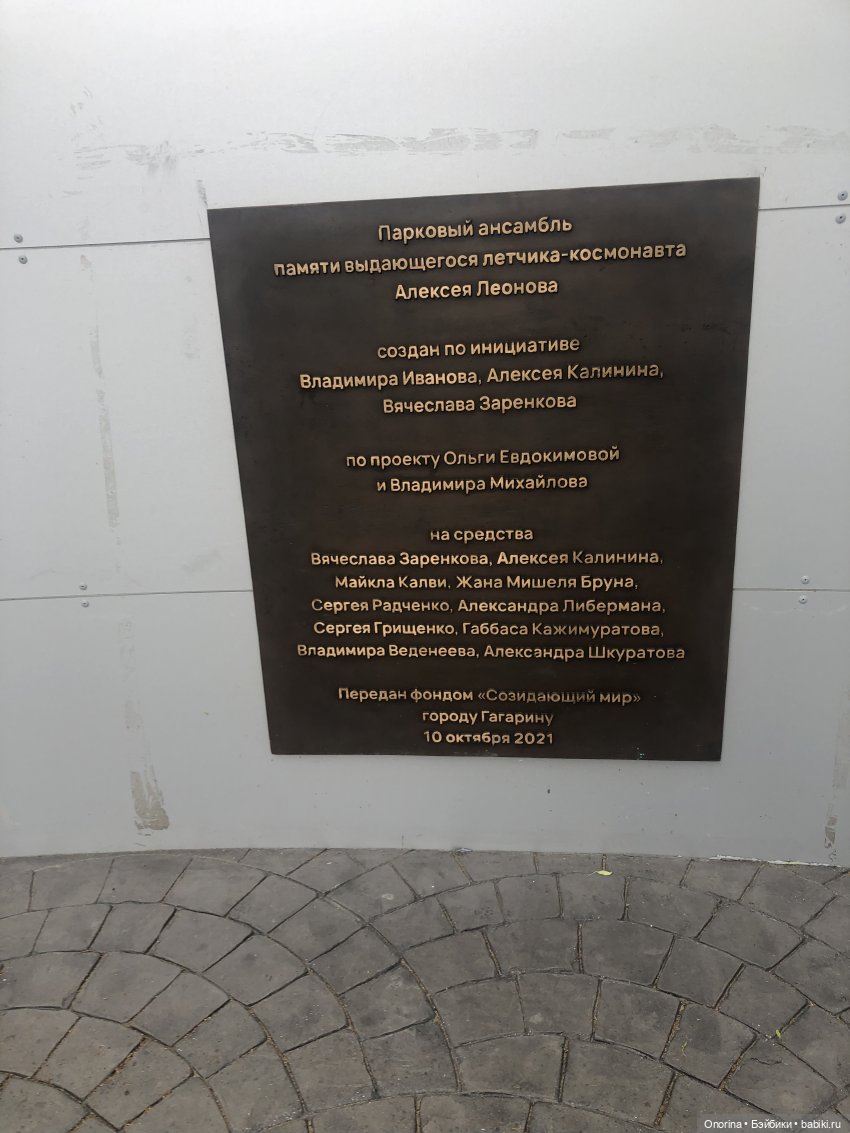 Парковый ансамбль
памяти выдающегося летчика-космонавта
Алексея Леонова
создан по инициативе
Владимира Иванова, Алексея Калинина,
Вячеслава Заренкова
по проекту Ольги Евдокимовой
и Владимира Михайлова
на средства
Вячеслава Заренкова, Алексея Калинина,
Майкла Калви, Жана Мишеля Бруна,
Сергея Радченко, Александра Либермана,
Сергея Грищенко, Габбаса Кажимуратова,
Владимира Веденеева, Александра Шкуратова
Передан фондом «Созидающий мир»
городу Гагарину
10 октября 2021
Onorina • Бэйбики • babiki.ru